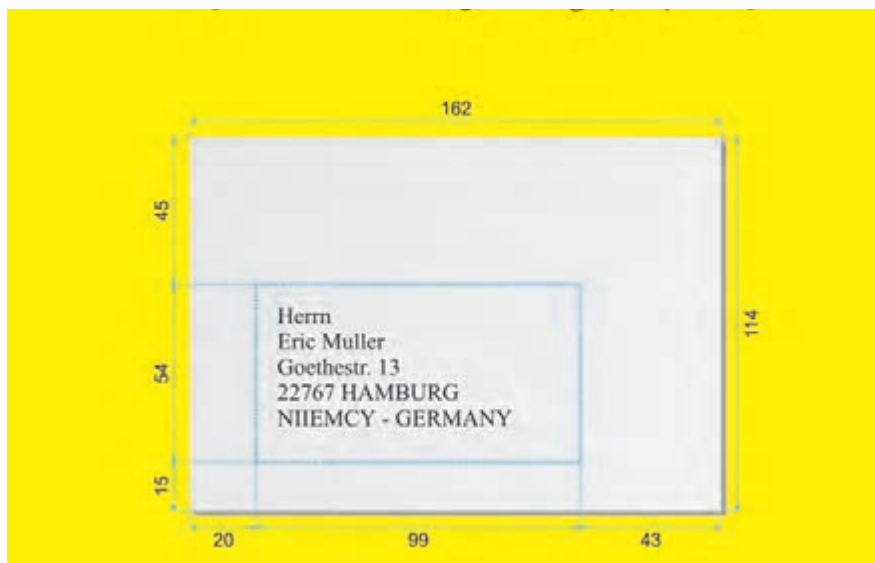 162
45
Herrn
Eric Muller
Goethestr. 13
22767 HAMBURG
NIIEMCY - GERMANY
54
114
15
20 99 43